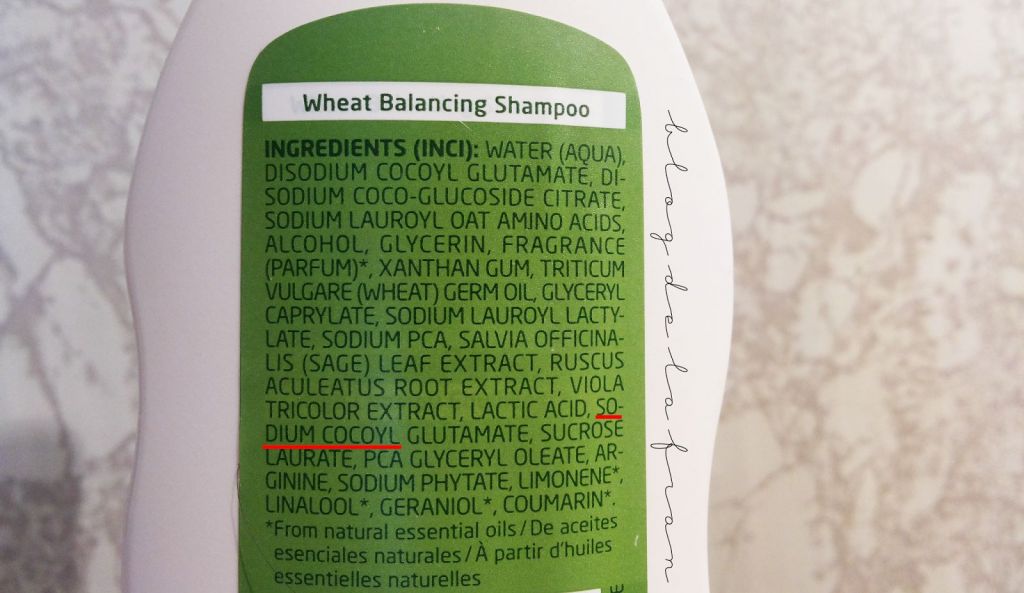 Wheat Balancing Shampoo
INGREDIENTS (INCI): WATER (AQUA),
DISODIUM COCOYL GLUTAMATE, DI-
SODIUM COCO-GLUCOSIDE CITRATE,
SODIUM LAUROYL OAT AMINO ACIDS,
ALCOHOL, GLYCERIN, FRAGRANCE
(PARFUM)*, XANTHAN GUM, TRITICUM
VULGARE (WHEAT) GERM OIL, GLYCERYL
CAPRYLATE, SODIUM LAUROYL LACTY-
LATE, SODIUM PCA, SALVIA OFFICINA-
LIS (SAGE) LEAF EXTRACT, RUSCUS
ACULEATUS ROOT EXTRACT, VIOLA
TRICOLOR EXTRACT, LACTIC ACID, SO-
DIUM COCOYL GLUTAMATE, SUCROSE
LAURATE, PCA GLYCERYL OLEATE, AR-
GININE, SODIUM PHYTATE, LIMONENE*,
LINALOOL*, GERANIOL*, COUMARIN*.
*From natural essential oils / De aceites
esenciales naturales / À partir d'huiles
essentielles naturelles
blogdelafram